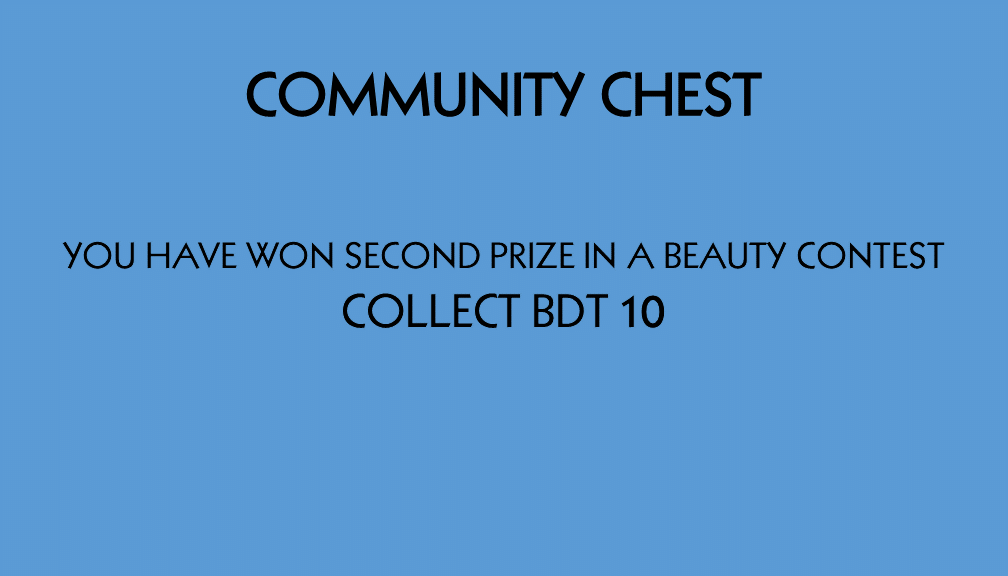 COMMUNITY CHEST
YOU HAVE WON SECOND PRIZE IN A BEAUTY CONTEST
COLLECT BDT 10